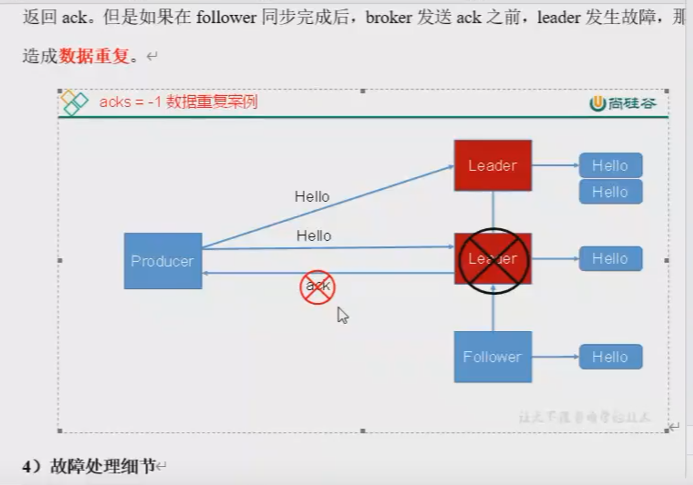 返回 ack。但是如果在 follower 同步完成后，broker 发送 ack 之前，leader 发生故障，那
造成数据重复。
acks = -1 数据重复案例
尚硅谷
Leader
Hello
Hello
Hello
Hello
Producer
Leader
Hello
ack
Follower
Hello
让天下没有难学的技术
4）故障处理细节